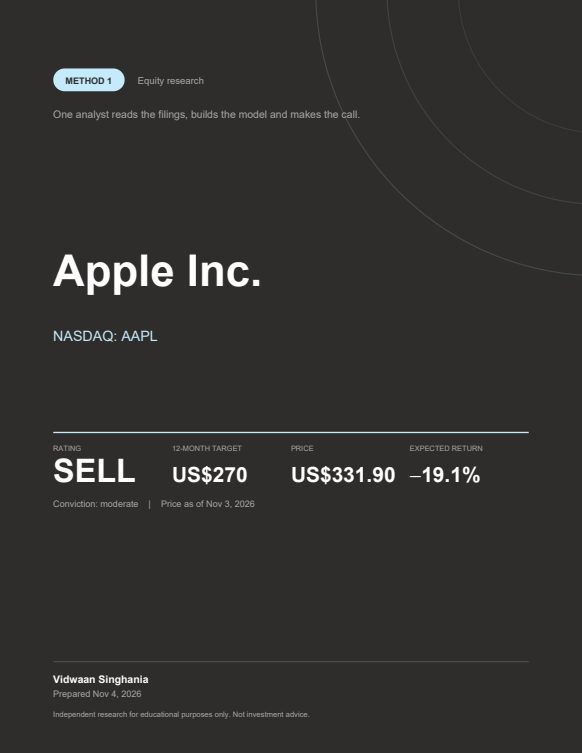 METHOD 1 Equity research
One analyst reads the filings, builds the model and makes the call.
Apple Inc.
NASDAQ: AAPL
RATING 12-MONTH TARGET PRICE EXPECTED RETURN
SELL US$270 US$331.90 –19.1%
Conviction: moderate | Price as of Nov 3, 2026
Vidwaan Singhania
Prepared Nov 4, 2026
Independent research for educational purposes only. Not investment advice.